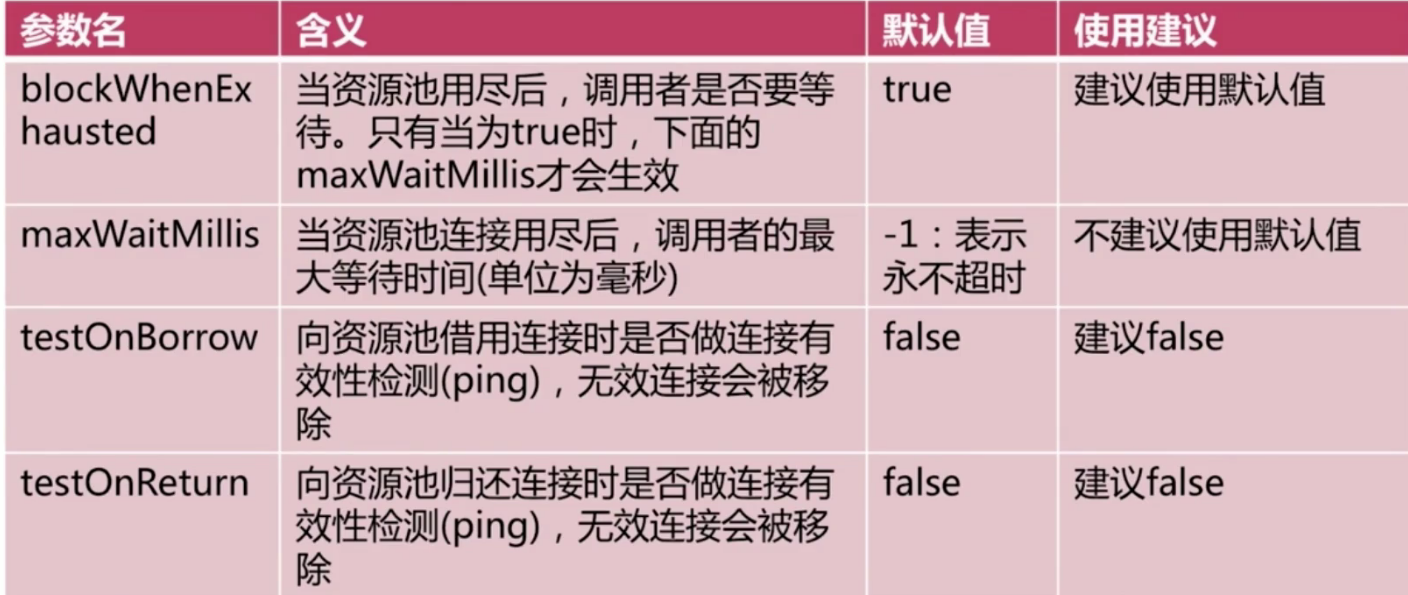 参数名 含义 默认值 使用建议
blockWhenEx
hausted
当资源池用尽后，调用者是否要等
待。只有当为true时，下面的
maxWaitMillis才会生效
true
建议使用默认值
maxWaitMillis
当资源池连接用尽后，调用者的最
大等待时间(单位为毫秒)
-1：表示
永不超时
不建议使用默认值
testOnBorrow
向资源池借用连接时是否做连接有
效性检测(ping)，无效连接会被移
除
false
建议false
testOnReturn
向资源池归还连接时是否做连接有
效性检测(ping)，无效连接会被移
除
false
建议false